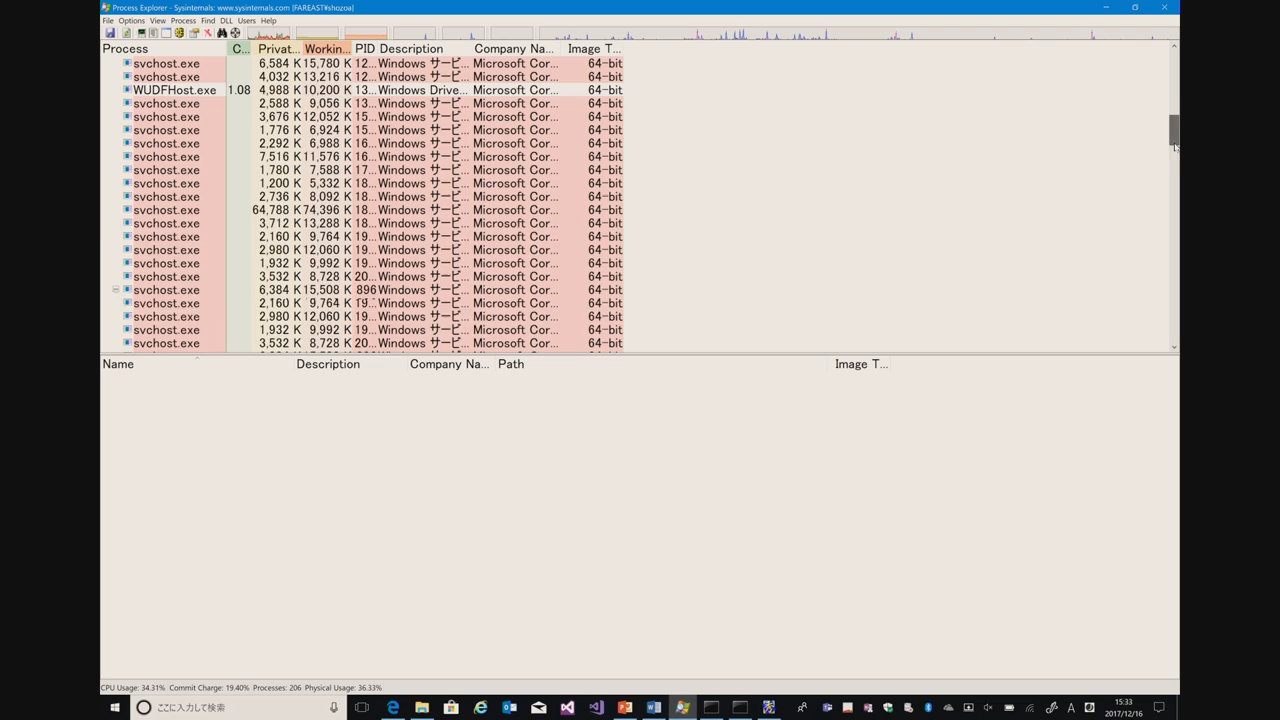 Process Explorer - Sysinternals: www.sysinternals.com [FAREAST¥shozoa]
File Options View Process Find DLL Users Help
Process C... Privat... Workin... PID Description Company Na... Image T...
svchost.exe 6,584 K 15,780 K 12... Windows サービ... Microsoft Cor... 64-bit
svchost.exe 4,032 K 13,216 K 12... Windows サービ... Microsoft Cor... 64-bit
WUDFHost.exe 1.08 4,988 K 10,200 K 13... Windows Drive... Microsoft Cor... 64-bit
svchost.exe 2,588 K 9,056 K 13... Windows サービ... Microsoft Cor... 64-bit
svchost.exe 3,676 K 12,052 K 15... Windows サービ... Microsoft Cor... 64-bit
svchost.exe 1,776 K 6,924 K 15... Windows サービ... Microsoft Cor... 64-bit
svchost.exe 2,292 K 6,988 K 16... Windows サービ... Microsoft Cor... 64-bit
svchost.exe 7,516 K 11,576 K 16... Windows サービ... Microsoft Cor... 64-bit
svchost.exe 1,780 K 7,588 K 17... Windows サービ... Microsoft Cor... 64-bit
svchost.exe 1,200 K 5,332 K 18... Windows サービ... Microsoft Cor... 64-bit
svchost.exe 2,736 K 8,092 K 18... Windows サービ... Microsoft Cor... 64-bit
svchost.exe 64,788 K 74,396 K 18... Windows サービ... Microsoft Cor... 64-bit
svchost.exe 3,712 K 13,288 K 18... Windows サービ... Microsoft Cor... 64-bit
svchost.exe 2,160 K 9,764 K 19... Windows サービ... Microsoft Cor... 64-bit
svchost.exe 2,980 K 12,060 K 19... Windows サービ... Microsoft Cor... 64-bit
svchost.exe 1,932 K 9,992 K 19... Windows サービ... Microsoft Cor... 64-bit
svchost.exe 3,532 K 8,728 K 20... Windows サービ... Microsoft Cor... 64-bit
svchost.exe 6,384 K 15,508 K 896 Windows サービ... Microsoft Cor... 64-bit
svchost.exe 2,160 K 9,764 K 19... Windows サービ... Microsoft Cor... 64-bit
svchost.exe 2,980 K 12,060 K 19... Windows サービ... Microsoft Cor... 64-bit
svchost.exe 1,932 K 9,992 K 19... Windows サービ... Microsoft Cor... 64-bit
svchost.exe 3,532 K 8,728 K 20... Windows サービ... Microsoft Cor... 64-bit
Name Description Company Na... Path Image T...
CPU Usage: 34.31% Commit Charge: 19.40% Processes: 206 Physical Usage: 36.33%
ここに入力して検索
A
15:33
2017/12/16